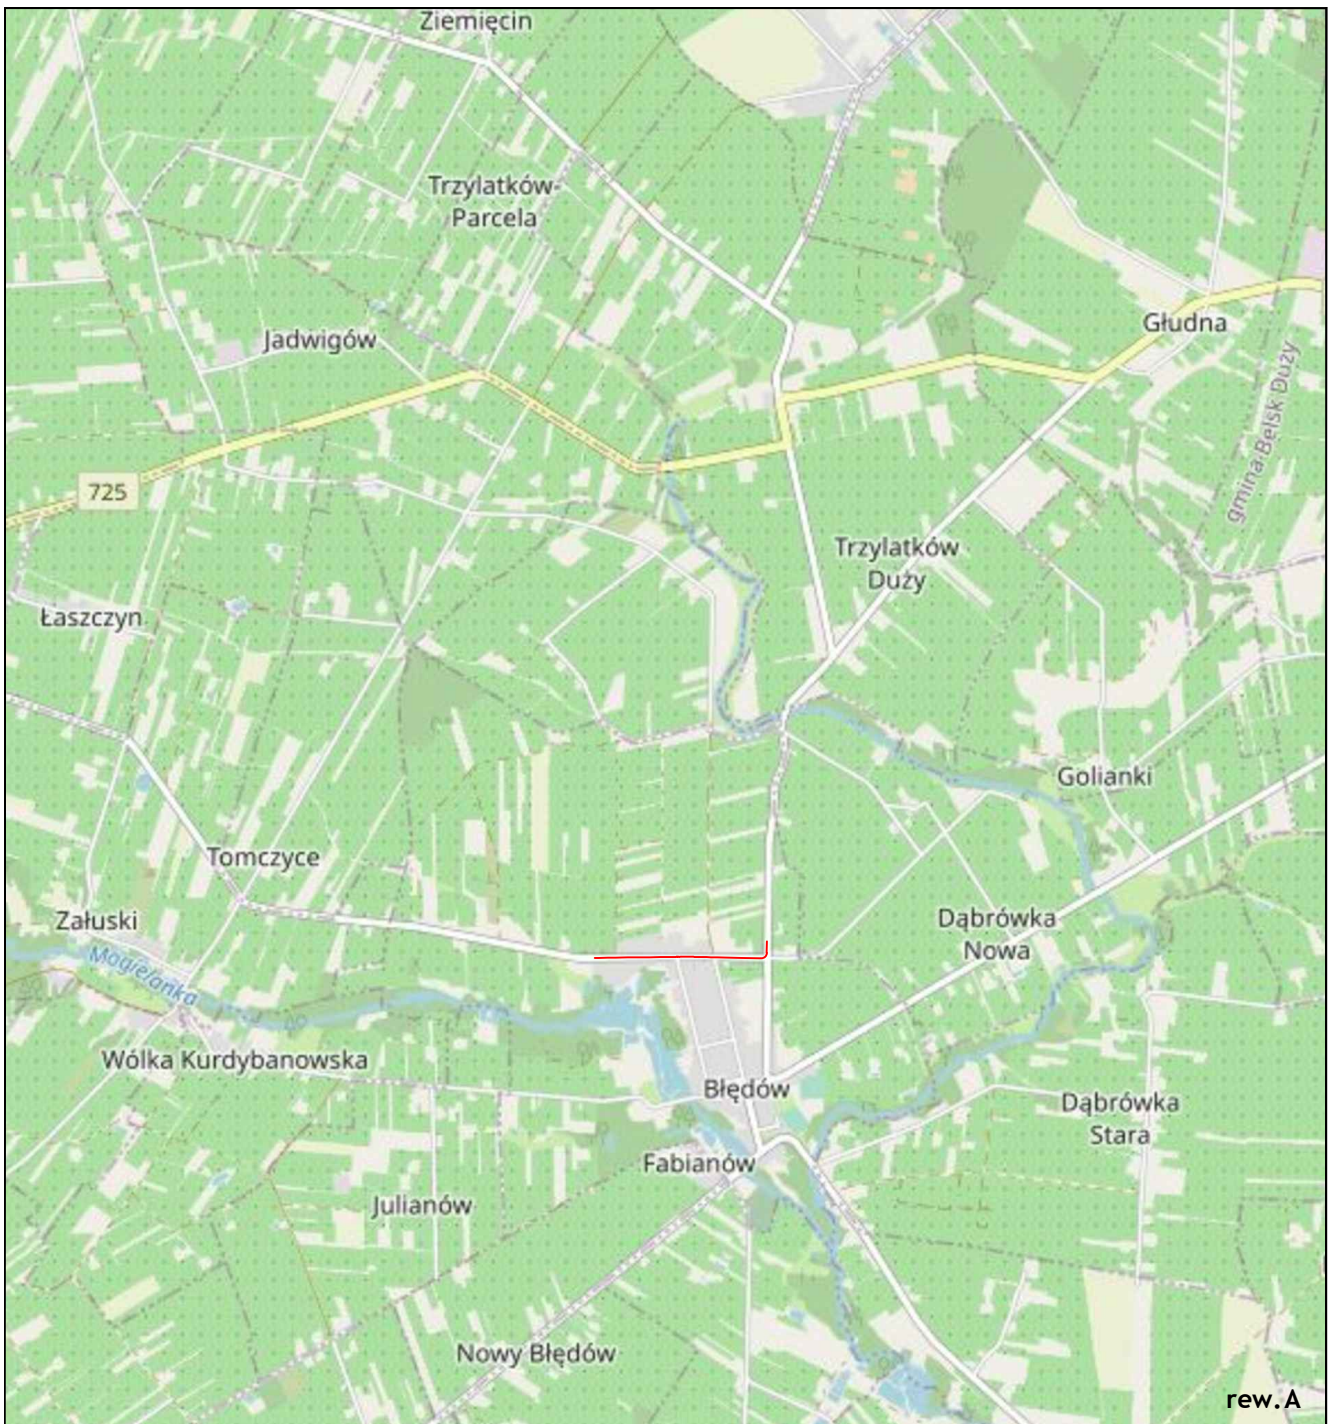 Ziemięcin
Trzylatków-
Parcela
Jadwigów
Głudna
gmina Belsk Duży
725
Trzylatków
Duży
Łaszczyn
Golianki
Tomczyce
Załuski
Dąbrówka
Nowa
Mogielanka
Wólka Kurdybanowska
Błędów
Dąbrówka
Stara
Fabianów
Julianów
Nowy Błędów
rew.A